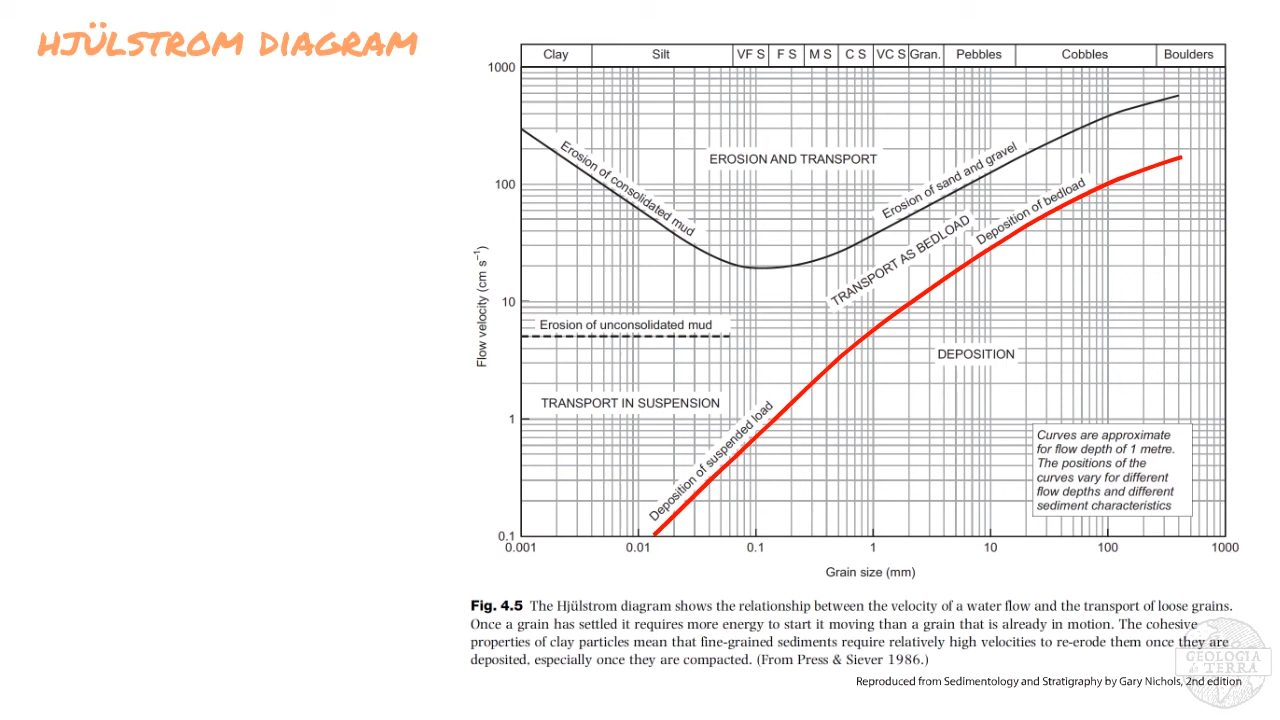 HJÜLSTROM DIAGRAM
Clay Silt VF S F S M S C S VC S Gran. Pebbles Cobbles Boulders
1000
100
10
1
0.1
Flow velocity (cm s⁻¹)
Erosion of consolidated mud
EROSION AND TRANSPORT
Erosion of sand and gravel
Deposition of bedload
TRANSPORT AS BEDLOAD
Erosion of unconsolidated mud
DEPOSITION
TRANSPORT IN SUSPENSION
Deposition of suspended load
Curves are approximate
for flow depth of 1 metre.
The positions of the
curves vary for different
flow depths and different
sediment characteristics
0.001 0.01 0.1 1 10 100 1000
Grain size (mm)
Fig. 4.5 The Hjülstrom diagram shows the relationship between the velocity of a water flow and the transport of loose grains.
Once a grain has settled it requires more energy to start it moving than a grain that is already in motion. The cohesive
properties of clay particles mean that fine-grained sediments require relatively high velocities to re-erode them once they are
deposited, especially once they are compacted. (From Press & Siever 1986.)
GEOLOGIA
da TERRA
Reproduced from Sedimentology and Stratigraphy by Gary Nichols, 2nd edition